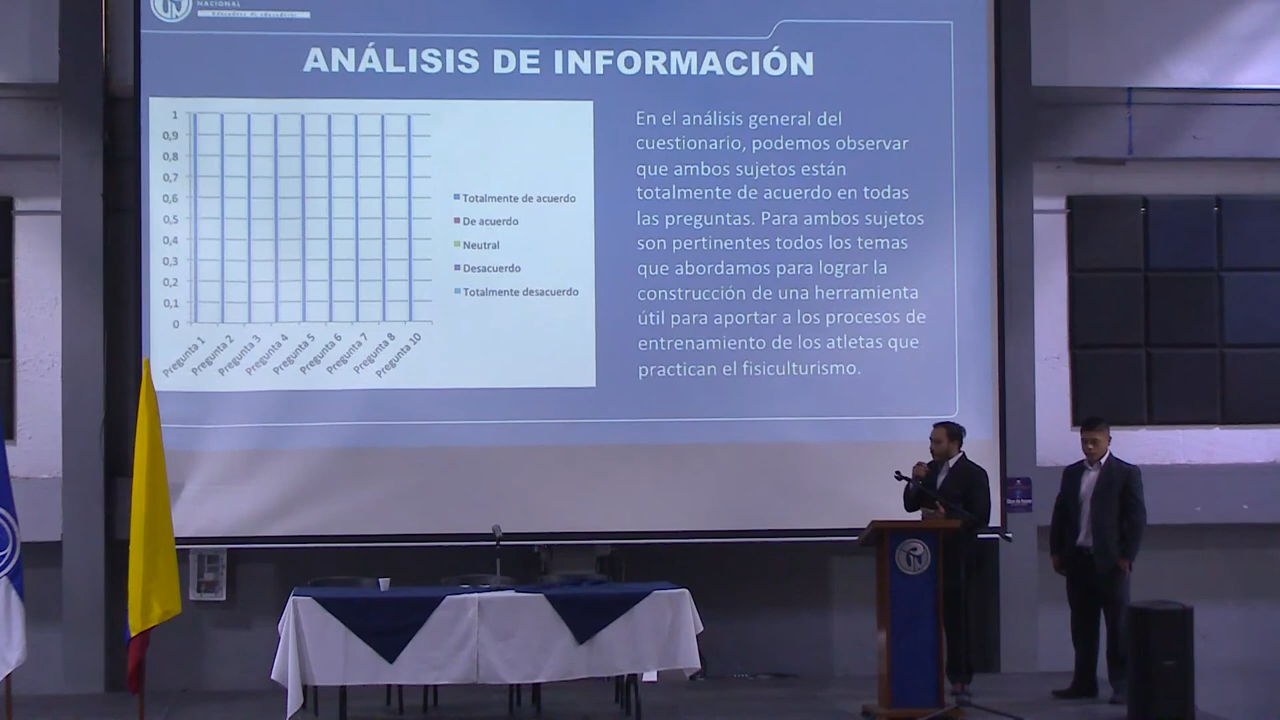 NACIONAL
Educadora de educadores
ANÁLISIS DE INFORMACIÓN
1
0,9
0,8
0,7
0,6
0,5
0,4
0,3
0,2
0,1
0
Pregunta 1
Pregunta 2
Pregunta 3
Pregunta 4
Pregunta 5
Pregunta 6
Pregunta 7
Pregunta 8
Pregunta 10
Totalmente de acuerdo
De acuerdo
Neutral
Desacuerdo
Totalmente desacuerdo
En el análisis general del
cuestionario, podemos observar
que ambos sujetos están
totalmente de acuerdo en todas
las preguntas. Para ambos sujetos
son pertinentes todos los temas
que abordamos para lograr la
construcción de una herramienta
útil para aportar a los procesos de
entrenamiento de los atletas que
practican el fisiculturismo.